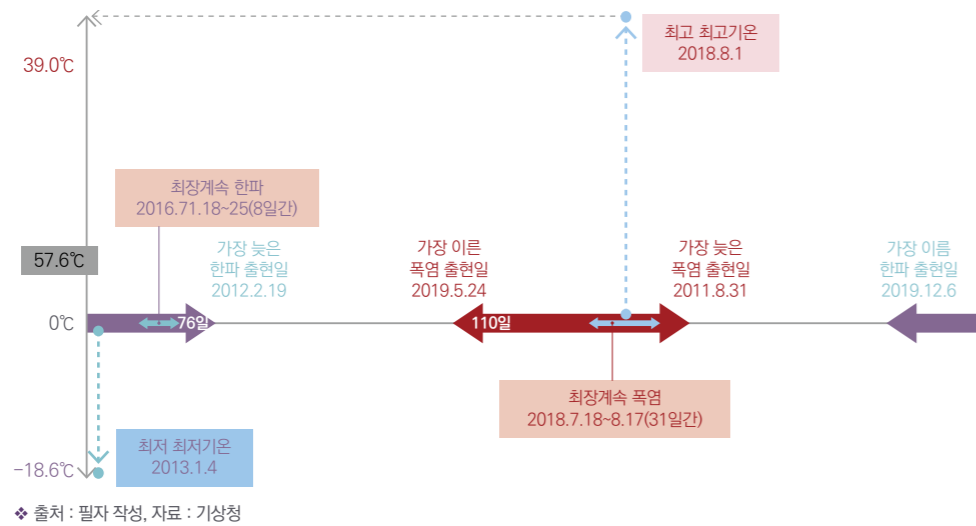 39.0℃
최고 최고기온
2018.8.1
최장계속 한파
2016.71.18~25(8일간)
57.6℃
가장 늦은
한파 출현일
2012.2.19
가장 이른
폭염 출현일
2019.5.24
가장 늦은
폭염 출현일
2011.8.31
가장 이름
한파 출현일
2019.12.6
0℃
76일
110일
최장계속 폭염
2018.7.18~8.17(31일간)
최저 최저기온
2013.1.4
-18.6℃
❖ 출처 : 필자 작성, 자료 : 기상청